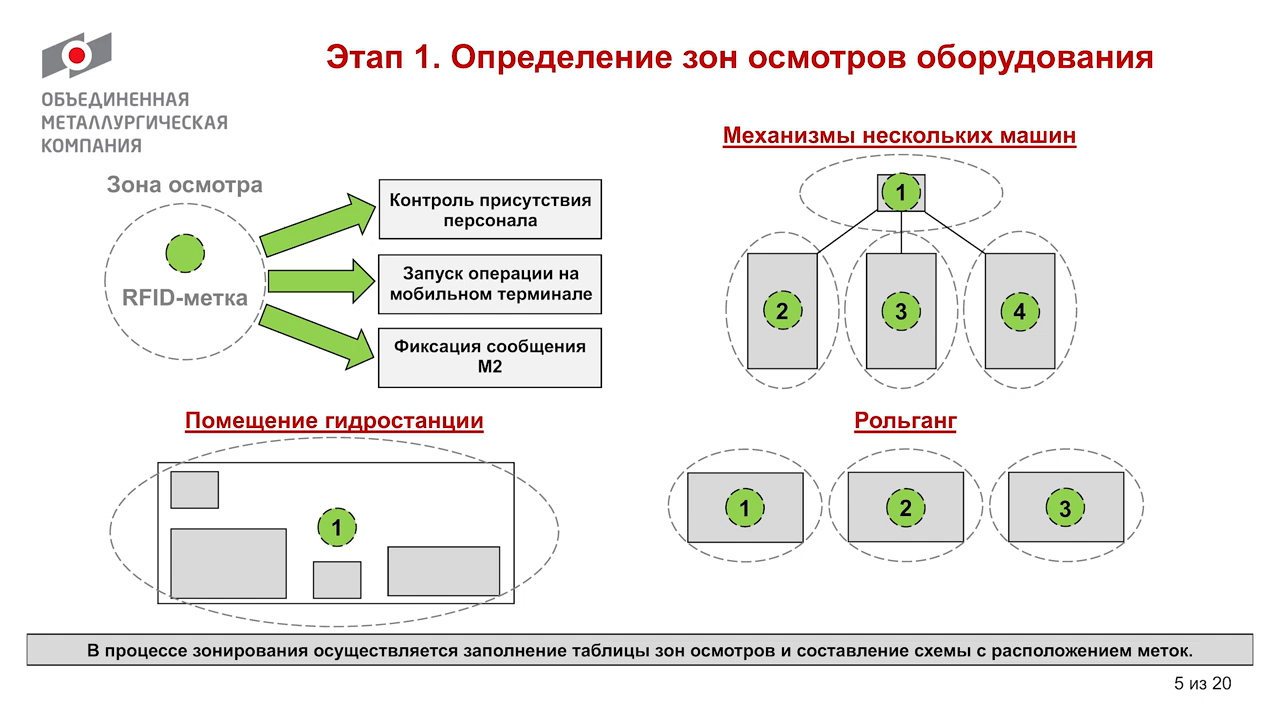 Этап 1. Определение зон осмотров оборудования
ОБЪЕДИНЕННАЯ
МЕТАЛЛУРГИЧЕСКАЯ
КОМПАНИЯ
Зона осмотра
RFID-метка
Контроль присутствия
персонала
Запуск операции на
мобильном терминале
Фиксация сообщения
М2
Механизмы нескольких машин
1
2
3
4
Помещение гидростанции
1
Рольганг
1
2
3
В процессе зонирования осуществляется заполнение таблицы зон осмотров и составление схемы с расположением меток.
5 из 20